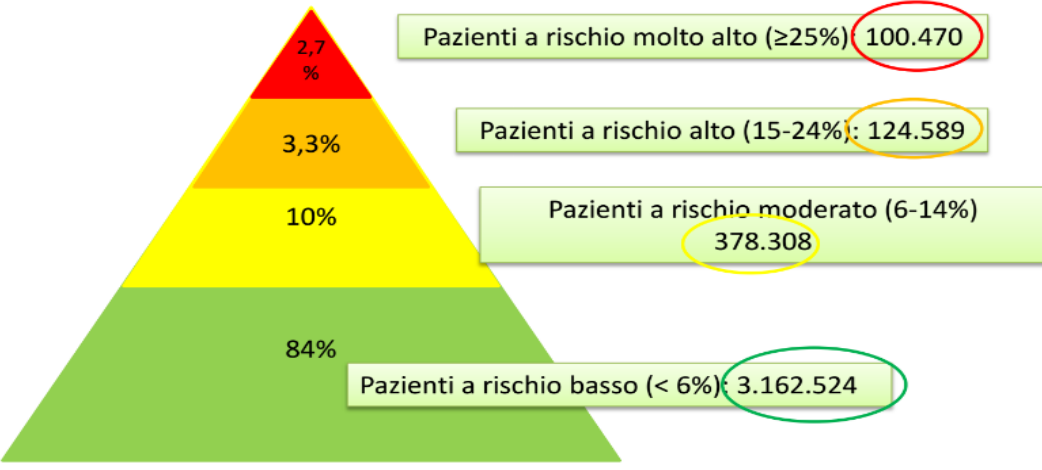 2,7
%
Pazienti a rischio molto alto (≥25%): 100.470
3,3%
Pazienti a rischio alto (15-24%): 124.589
10%
Pazienti a rischio moderato (6-14%)
378.308
84%
Pazienti a rischio basso (< 6%): 3.162.524